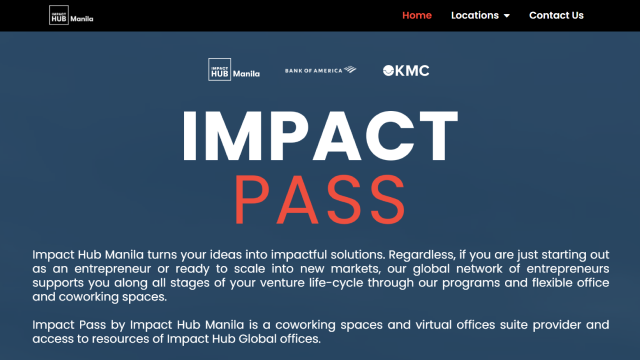 IMPACT
HUB Manila
Home Locations Contact Us
IMPACT
HUB Manila
BANK OF AMERICA
KMC
IMPACT
PASS
Impact Hub Manila turns your ideas into impactful solutions. Regardless, if you are just starting out
as an entrepreneur or ready to scale into new markets, our global network of entrepreneurs
supports you along all stages of your venture life-cycle through our programs and flexible office
and coworking spaces.
Impact Pass by Impact Hub Manila is a coworking spaces and virtual offices suite provider and
access to resources of Impact Hub Global offices.